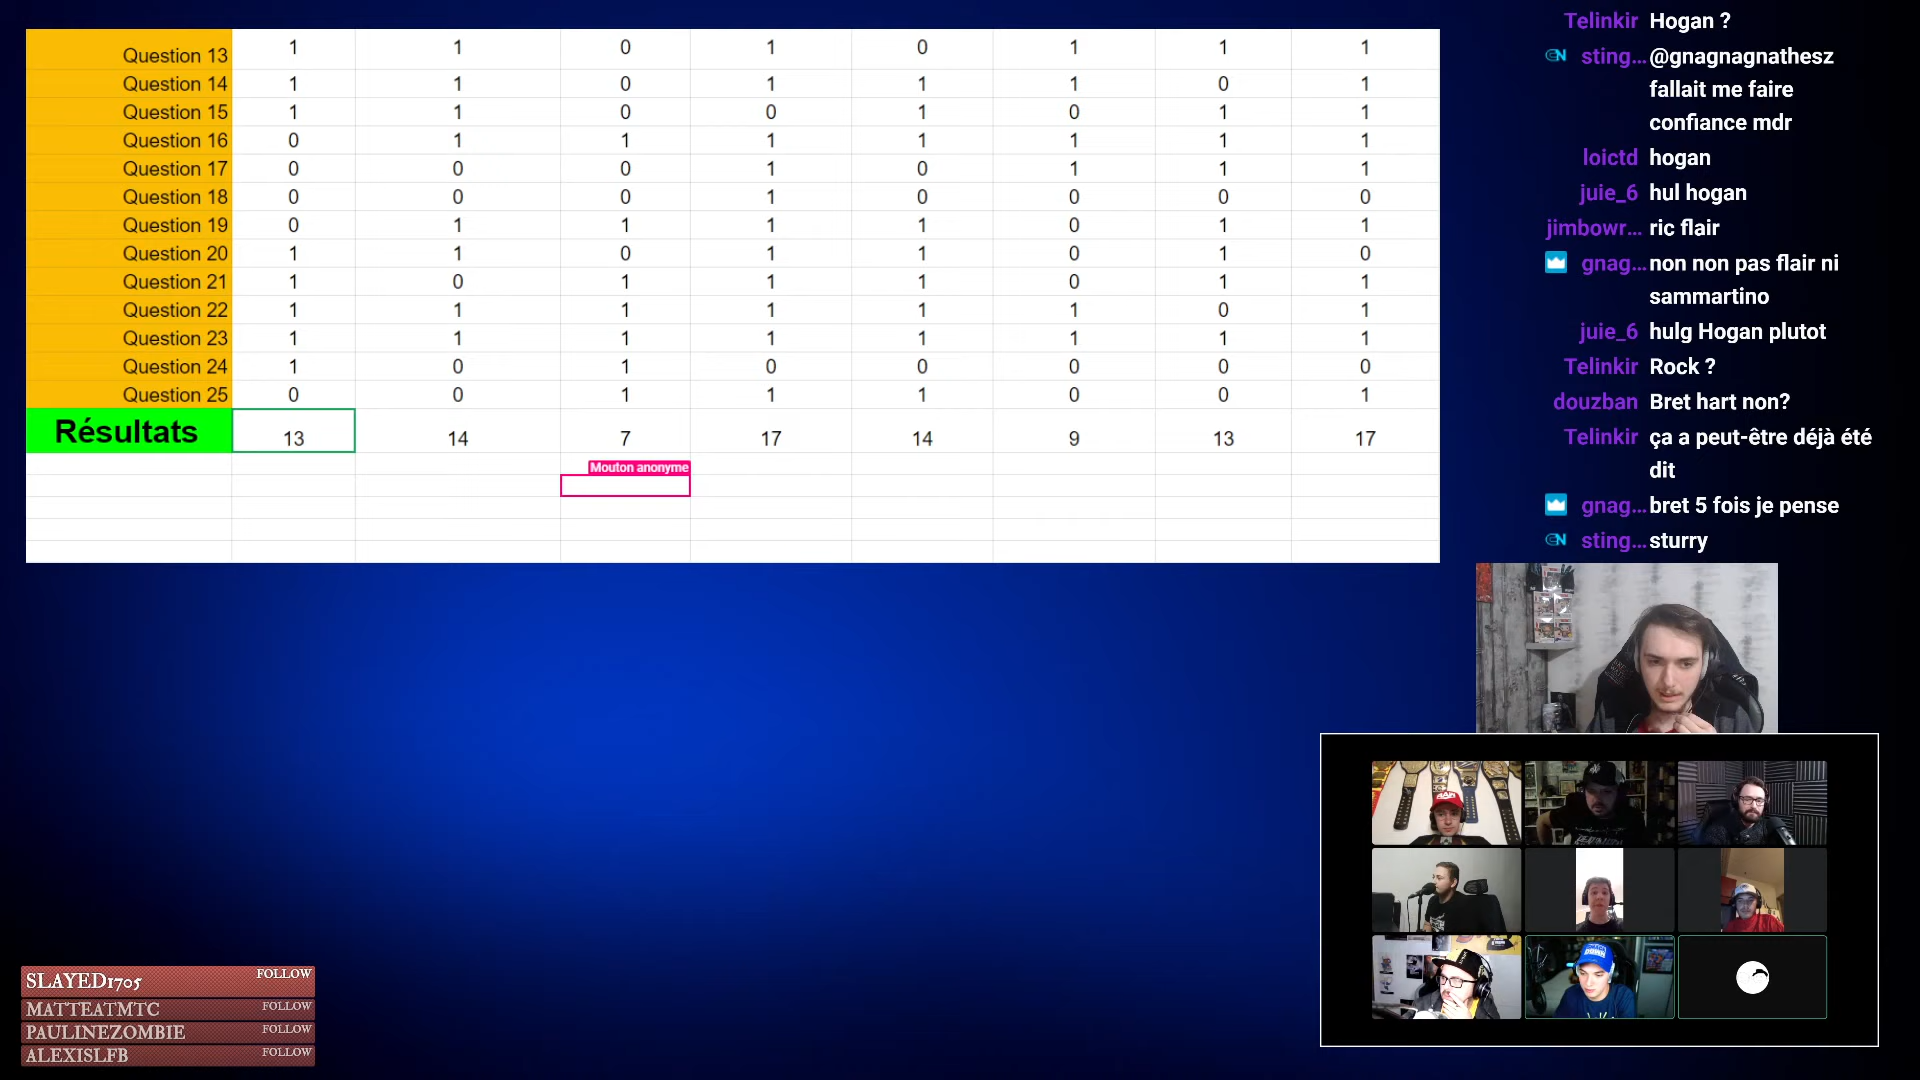 Question 13 1 1 0 1 0 1 1 1
Question 14 1 1 0 1 1 1 0 1
Question 15 1 1 0 0 1 0 1 1
Question 16 0 1 1 1 1 1 1 1
Question 17 0 0 0 1 0 1 1 1
Question 18 0 0 0 1 0 0 0 0
Question 19 0 1 1 1 1 0 1 1
Question 20 1 1 0 1 1 0 1 0
Question 21 1 0 1 1 1 0 1 1
Question 22 1 1 1 1 1 1 0 1
Question 23 1 1 1 1 1 1 1 1
Question 24 1 0 1 0 0 0 0 0
Question 25 0 0 1 1 1 0 0 1
Résultats 13 14 7 17 14 9 13 17
Mouton anonyme
Telinkir Hogan ?
sting... @gnagnagnathesz
fallait me faire
confiance mdr
loictd hogan
juie_6 hul hogan
jimbowr... ric flair
gnag... non non pas flair ni
sammartino
juie_6 hulg Hogan plutot
Telinkir Rock ?
douzban Bret hart non?
Telinkir ça a peut-être déjà été
dit
gnag... bret 5 fois je pense
sting... sturry
SLAYED1705 FOLLOW
MATTEATMTC FOLLOW
PAULINEZOMBIE FOLLOW
ALEXISLFB FOLLOW